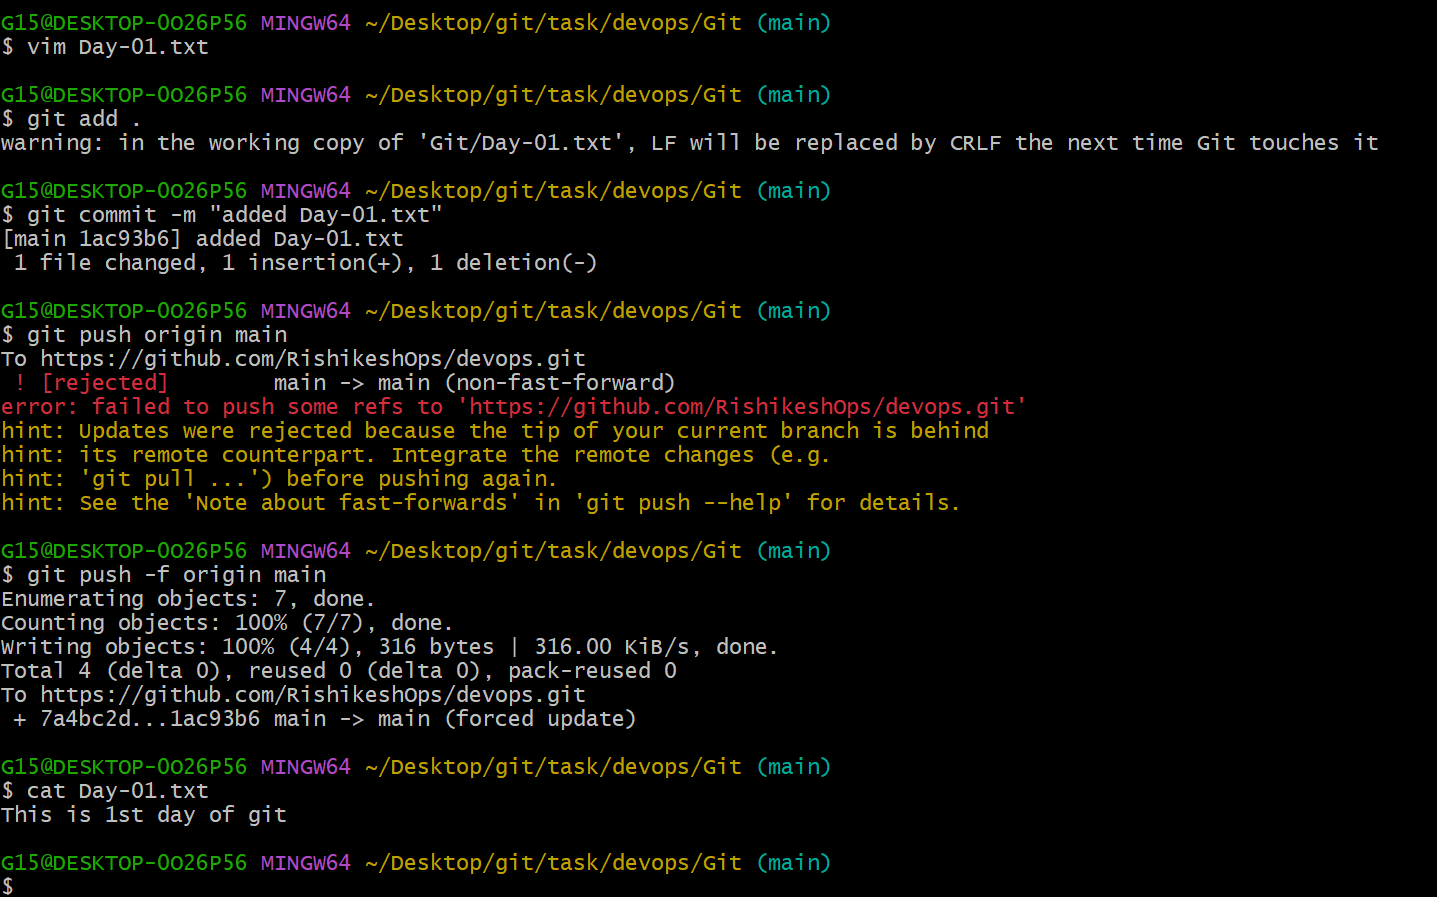 G15@DESKTOP-OO26P56 MINGW64 ~/Desktop/git/task/devops/Git (main)
$ vim Day-01.txt
G15@DESKTOP-OO26P56 MINGW64 ~/Desktop/git/task/devops/Git (main)
$ git add .
warning: in the working copy of 'Git/Day-01.txt', LF will be replaced by CRLF the next time Git touches it
G15@DESKTOP-OO26P56 MINGW64 ~/Desktop/git/task/devops/Git (main)
$ git commit -m "added Day-01.txt"
[main 1ac93b6] added Day-01.txt
 1 file changed, 1 insertion(+), 1 deletion(-)
G15@DESKTOP-OO26P56 MINGW64 ~/Desktop/git/task/devops/Git (main)
$ git push origin main
To https://github.com/RishikeshOps/devops.git
 ! [rejected]        main -> main (non-fast-forward)
error: failed to push some refs to 'https://github.com/RishikeshOps/devops.git'
hint: Updates were rejected because the tip of your current branch is behind
hint: its remote counterpart. Integrate the remote changes (e.g.
hint: 'git pull ...') before pushing again.
hint: See the 'Note about fast-forwards' in 'git push --help' for details.
G15@DESKTOP-OO26P56 MINGW64 ~/Desktop/git/task/devops/Git (main)
$ git push -f origin main
Enumerating objects: 7, done.
Counting objects: 100% (7/7), done.
Writing objects: 100% (4/4), 316 bytes | 316.00 KiB/s, done.
Total 4 (delta 0), reused 0 (delta 0), pack-reused 0
To https://github.com/RishikeshOps/devops.git
 + 7a4bc2d...1ac93b6 main -> main (forced update)
G15@DESKTOP-OO26P56 MINGW64 ~/Desktop/git/task/devops/Git (main)
$ cat Day-01.txt
This is 1st day of git
G15@DESKTOP-OO26P56 MINGW64 ~/Desktop/git/task/devops/Git (main)
$